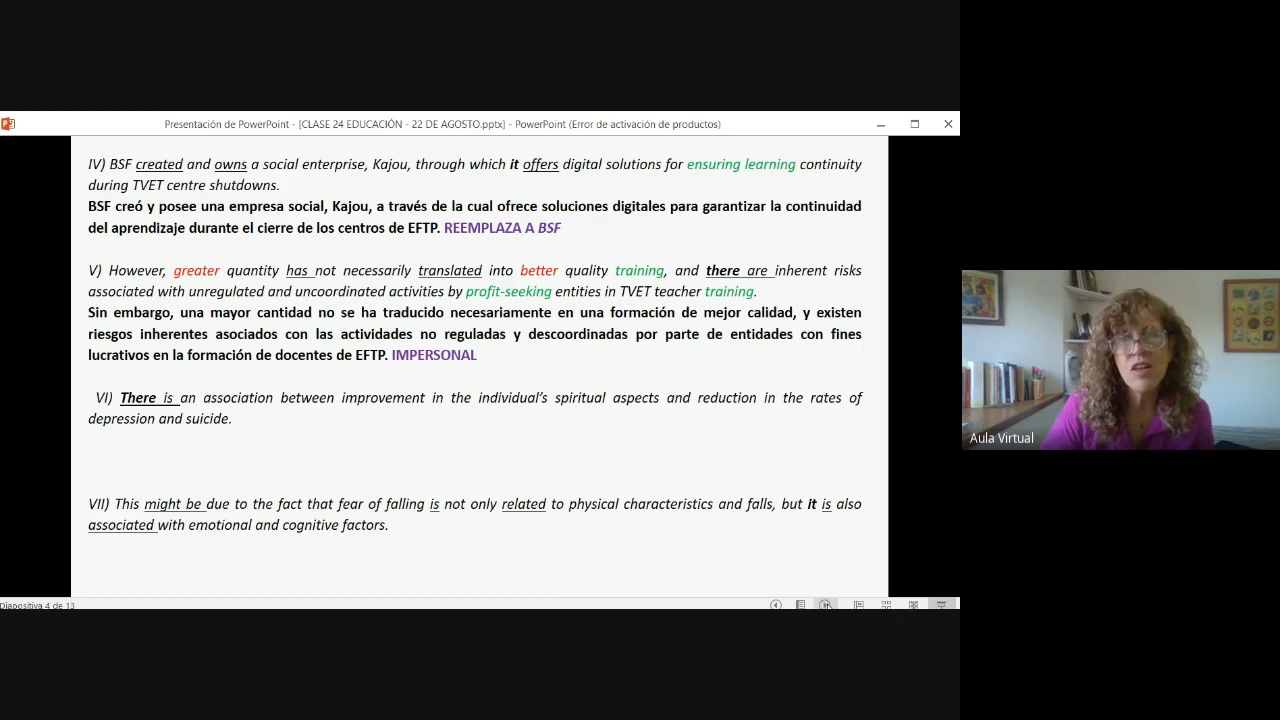 Presentación de PowerPoint - [CLASE 24 EDUCACIÓN - 22 DE AGOSTO.pptx] - PowerPoint (Error de activación de productos)
IV) BSF created and owns a social enterprise, Kajou, through which it offers digital solutions for ensuring learning continuity
during TVET centre shutdowns.
BSF creó y posee una empresa social, Kajou, a través de la cual ofrece soluciones digitales para garantizar la continuidad
del aprendizaje durante el cierre de los centros de EFTP. REEMPLAZA A BSF
V) However, greater quantity has not necessarily translated into better quality training, and there are inherent risks
associated with unregulated and uncoordinated activities by profit-seeking entities in TVET teacher training.
Sin embargo, una mayor cantidad no se ha traducido necesariamente en una formación de mejor calidad, y existen
riesgos inherentes asociados con las actividades no reguladas y descoordinadas por parte de entidades con fines
lucrativos en la formación de docentes de EFTP. IMPERSONAL
VI) There is an association between improvement in the individual’s spiritual aspects and reduction in the rates of
depression and suicide.
VII) This might be due to the fact that fear of falling is not only related to physical characteristics and falls, but it is also
associated with emotional and cognitive factors.
Diapositiva 4 de 13
Aula Virtual